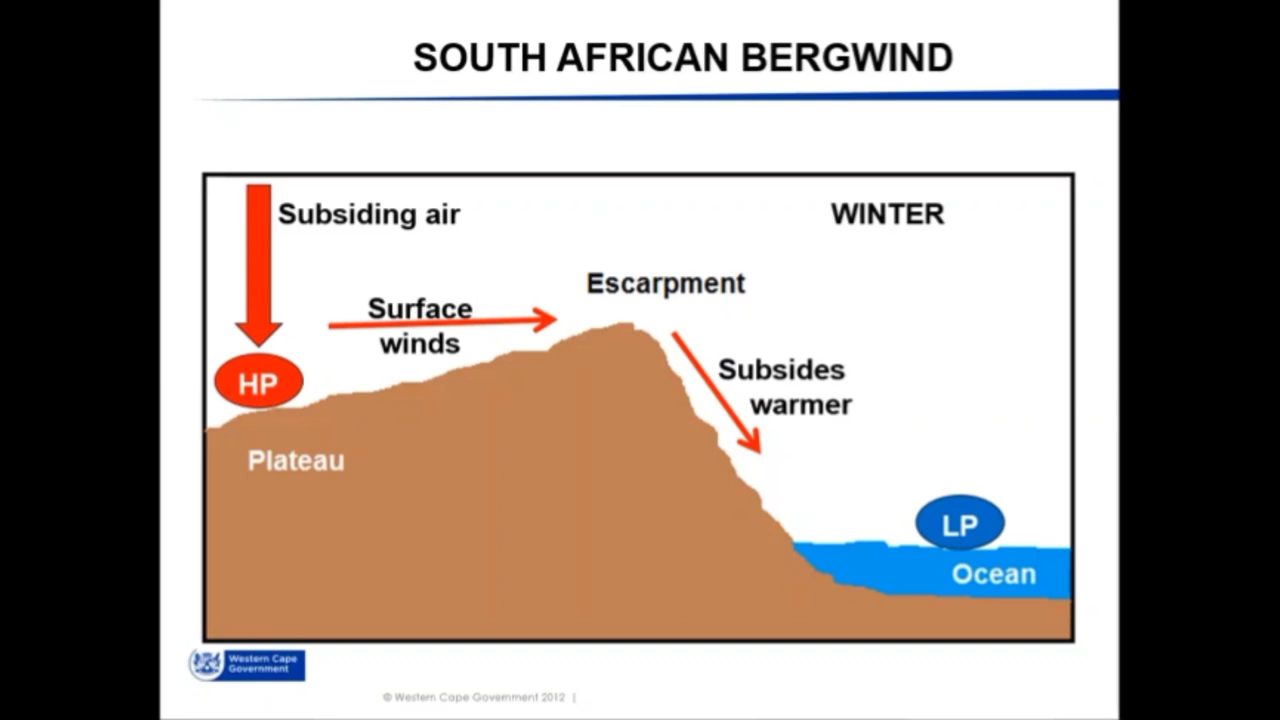 SOUTH AFRICAN BERGWIND
Subsiding air
WINTER
Escarpment
Surface
winds
Subsides
warmer
HP
Plateau
LP
Ocean
Western Cape
Government
© Western Cape Government 2012 |